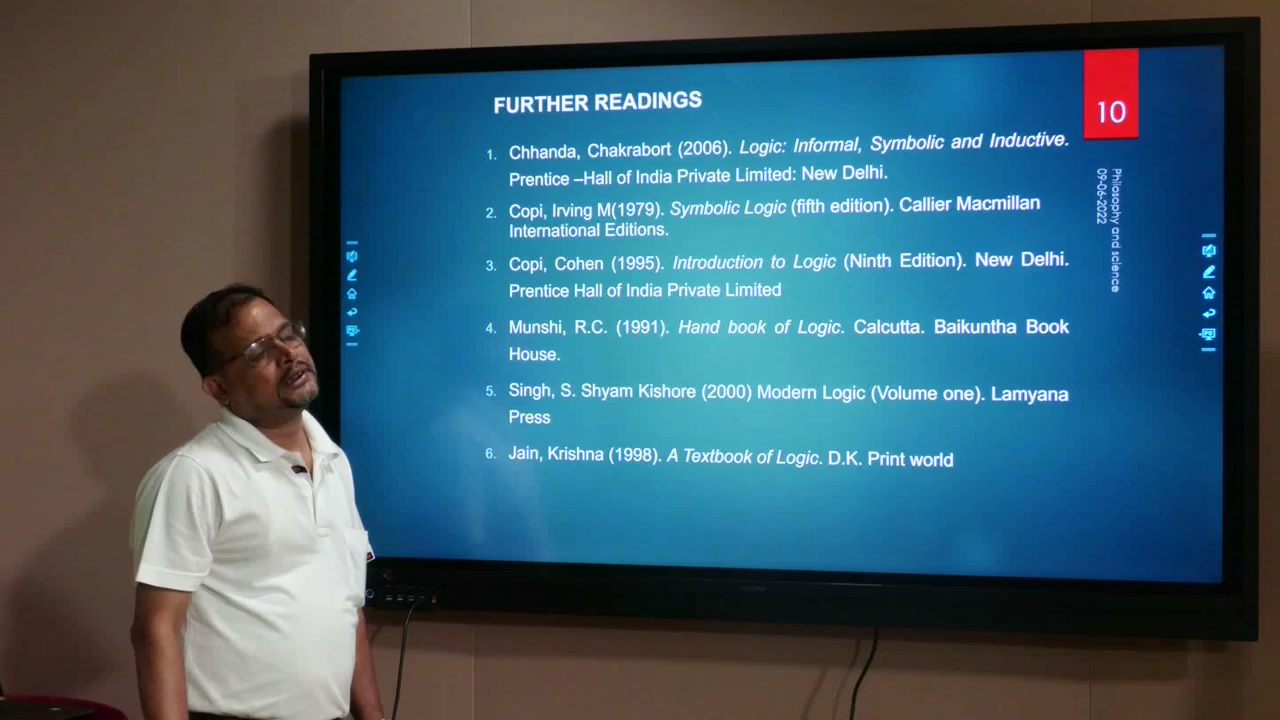 FURTHER READINGS
1. Chhanda, Chakrabort (2006). Logic: Informal, Symbolic and Inductive.
Prentice –Hall of India Private Limited: New Delhi.
2. Copi, Irving M(1979). Symbolic Logic (fifth edition). Callier Macmillan
International Editions.
3. Copi, Cohen (1995). Introduction to Logic (Ninth Edition). New Delhi.
Prentice Hall of India Private Limited
4. Munshi, R.C. (1991). Hand book of Logic. Calcutta. Baikuntha Book
House.
5. Singh, S. Shyam Kishore (2000) Modern Logic (Volume one). Lamyana
Press
6. Jain, Krishna (1998). A Textbook of Logic. D.K. Print world
10
Philosophy and science
09-06-2022